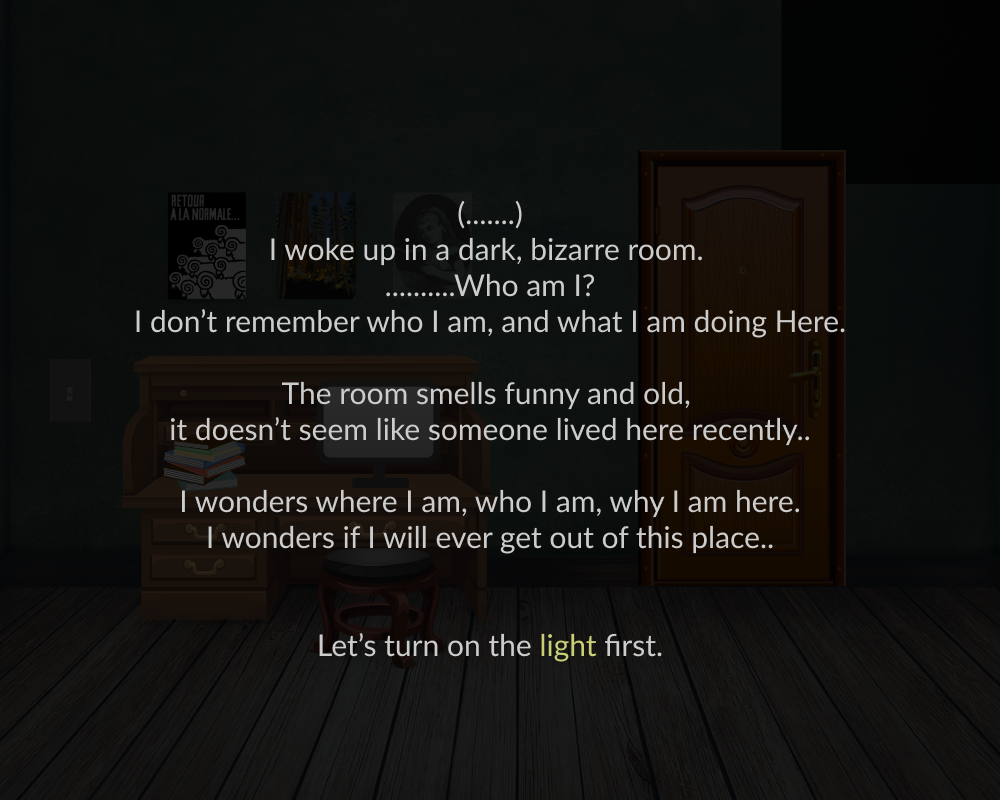 RETOUR
A LA NORMALE...
(.......)
I woke up in a dark, bizarre room.
..........Who am I?
I don't remember who I am, and what I am doing Here.
The room smells funny and old,
it doesn't seem like someone lived here recently..
I wonders where I am, who I am, why I am here.
I wonders if I will ever get out of this place..
Let's turn on the light first.